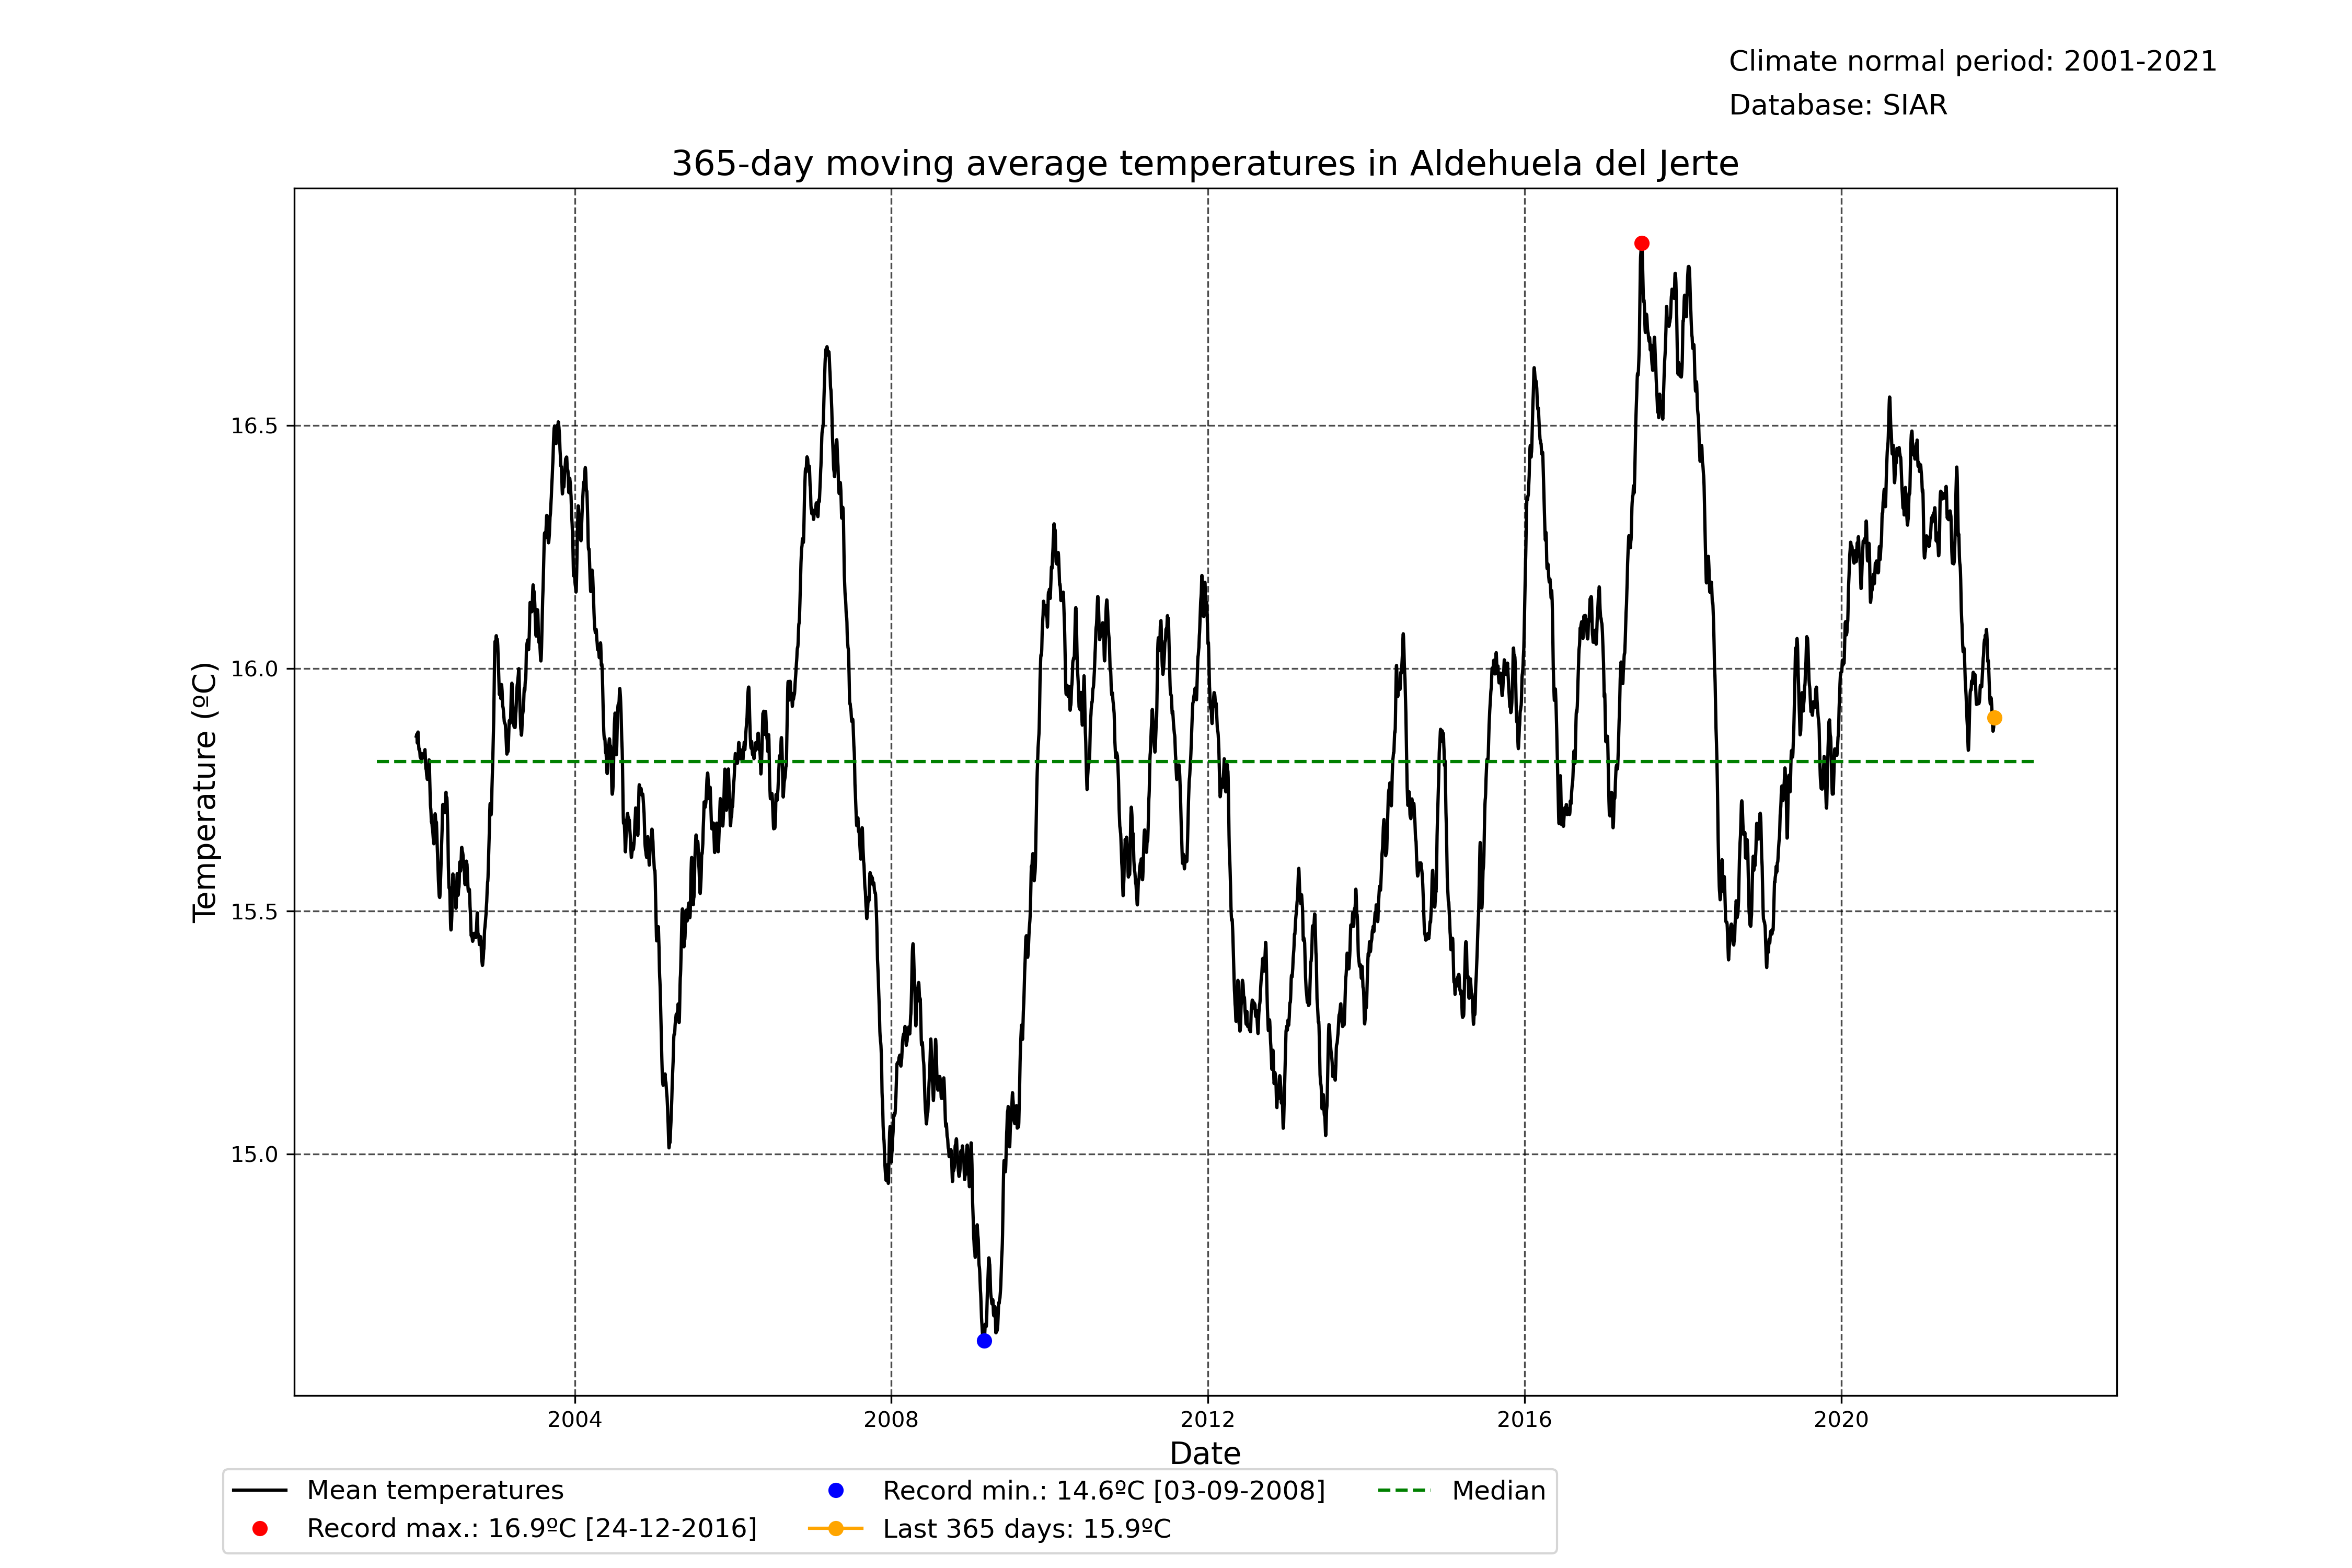 Climate normal period: 2001-2021
Database: SIAR
365-day moving average temperatures in Aldehuela del Jerte
Temperature (ºC)
16.5
16.0
15.5
15.0
2004 2008 2012 2016 2020
Date
Mean temperatures
Record max.: 16.9ºC [24-12-2016]
Record min.: 14.6ºC [03-09-2008]
Last 365 days: 15.9ºC
Median